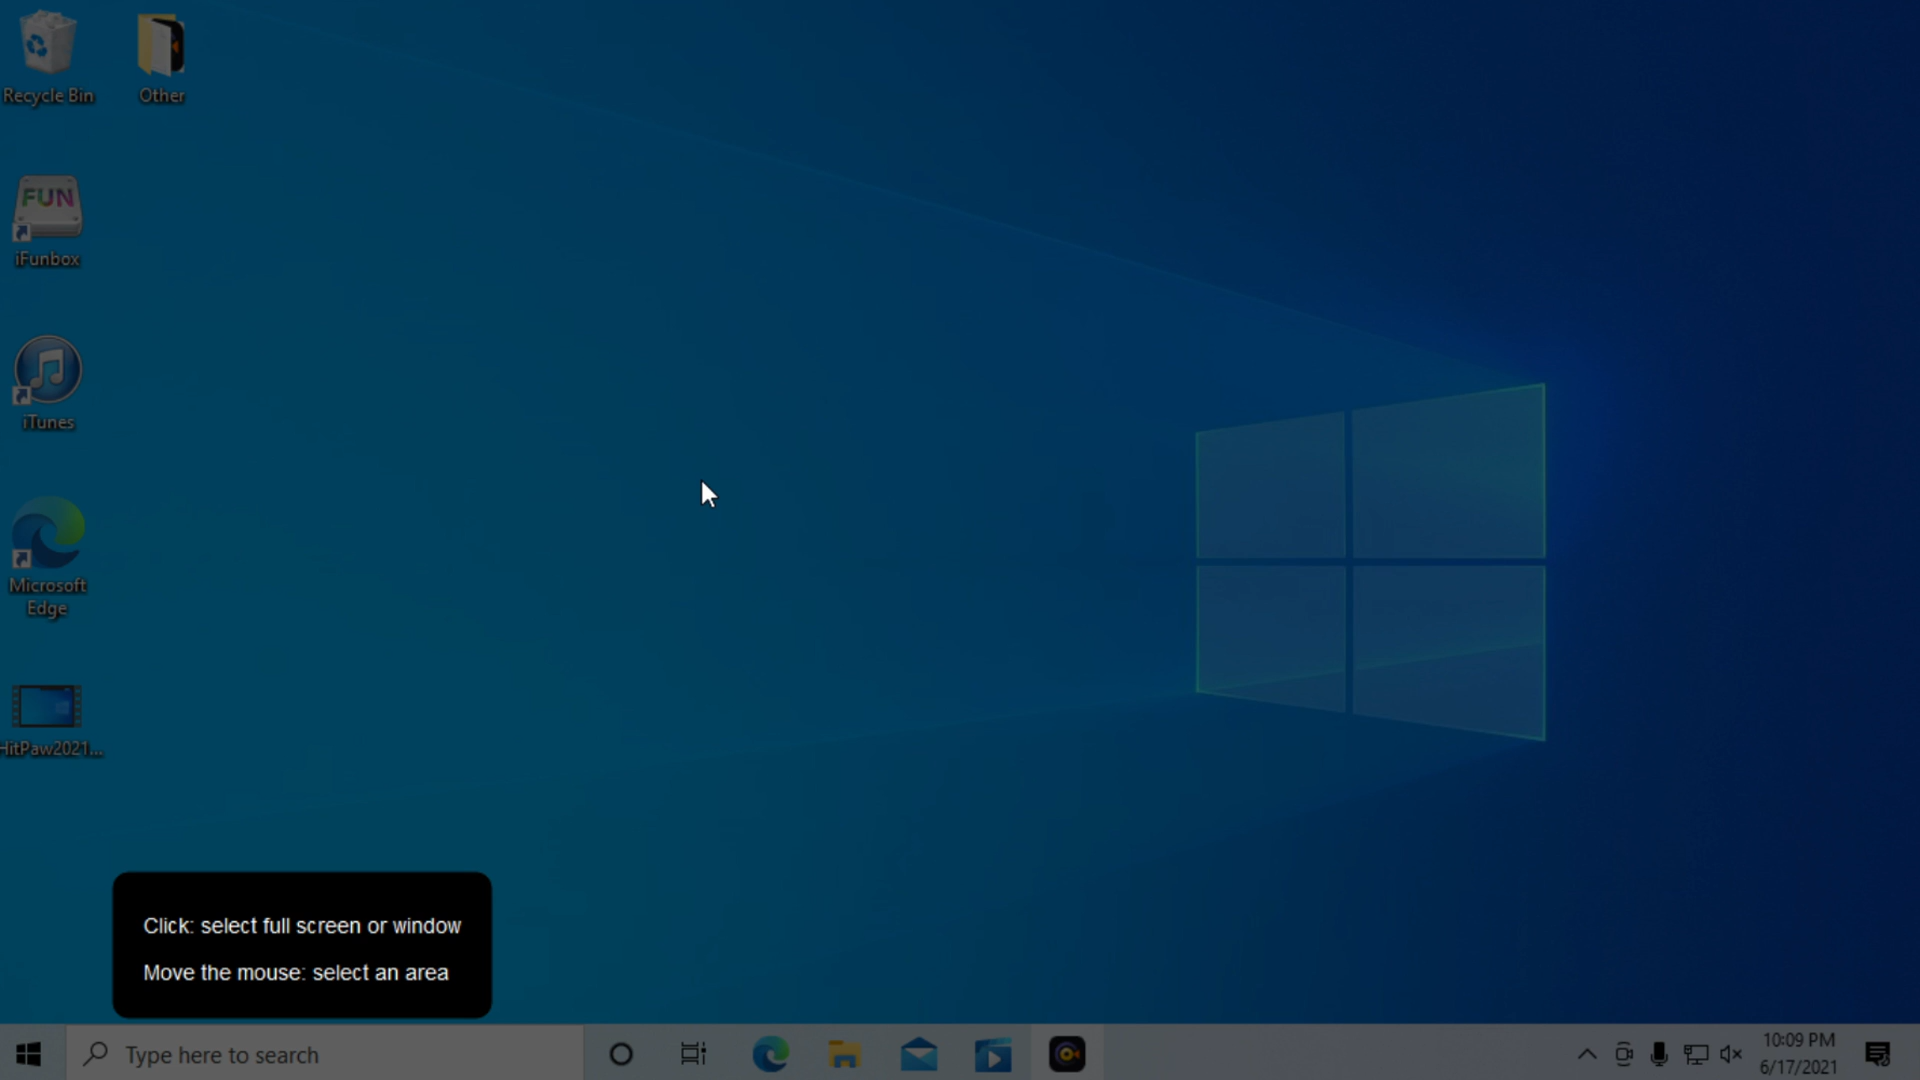 Recycle Bin
Other
FUN
iFunbox
iTunes
Microsoft
Edge
HitPaw2021...
Click: select full screen or window
Move the mouse: select an area
Type here to search
10:09 PM
6/17/2021